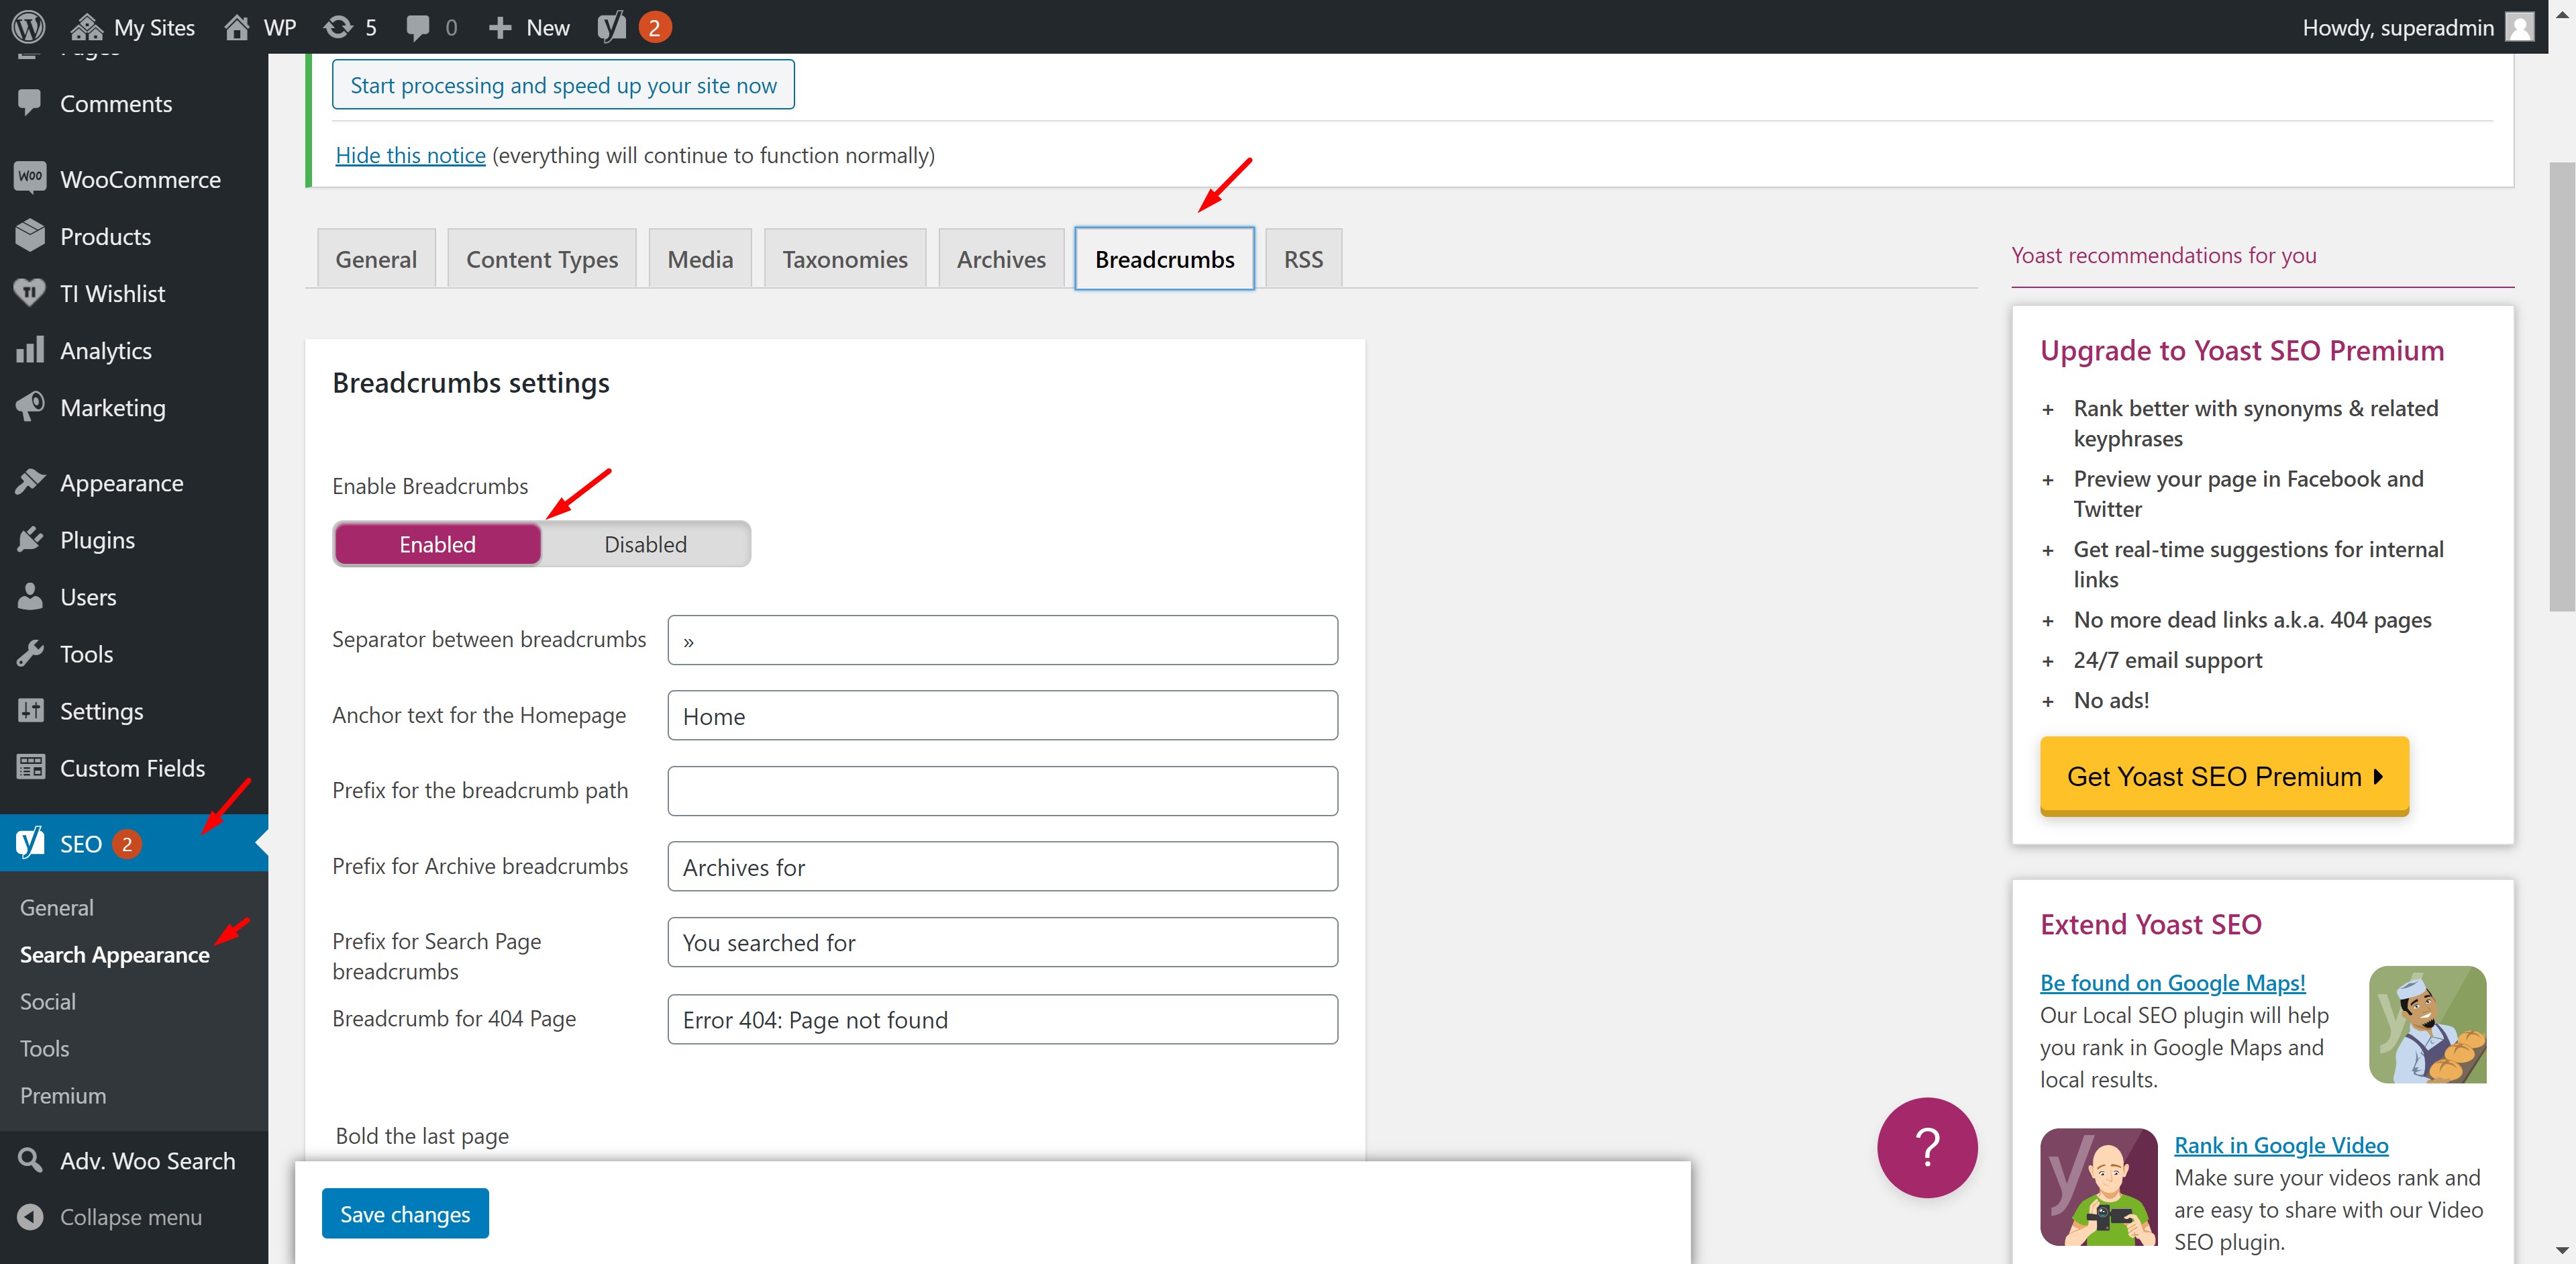 My Sites
WP
5
0
New
2
Howdy, superadmin
Pages
Comments
WOO
WooCommerce
Products
TI
TI Wishlist
Analytics
Marketing
Appearance
Plugins
Users
Tools
Settings
Custom Fields
SEO 2
General
Search Appearance
Social
Tools
Premium
Adv. Woo Search
Collapse menu
Start processing and speed up your site now
Hide this notice (everything will continue to function normally)
General
Content Types
Media
Taxonomies
Archives
Breadcrumbs
RSS
Breadcrumbs settings
Enable Breadcrumbs
Enabled
Disabled
Separator between breadcrumbs
»
Anchor text for the Homepage
Home
Prefix for the breadcrumb path
Prefix for Archive breadcrumbs
Archives for
Prefix for Search Page
breadcrumbs
You searched for
Breadcrumb for 404 Page
Error 404: Page not found
Bold the last page
Save changes
?
Yoast recommendations for you
Upgrade to Yoast SEO Premium
+ Rank better with synonyms & related
keyphrases
+ Preview your page in Facebook and
Twitter
+ Get real-time suggestions for internal
links
+ No more dead links a.k.a. 404 pages
+ 24/7 email support
+ No ads!
Get Yoast SEO Premium
Extend Yoast SEO
Be found on Google Maps!
Our Local SEO plugin will help
you rank in Google Maps and
local results.
Rank in Google Video
Make sure your videos rank and
are easy to share with our Video
SEO plugin.